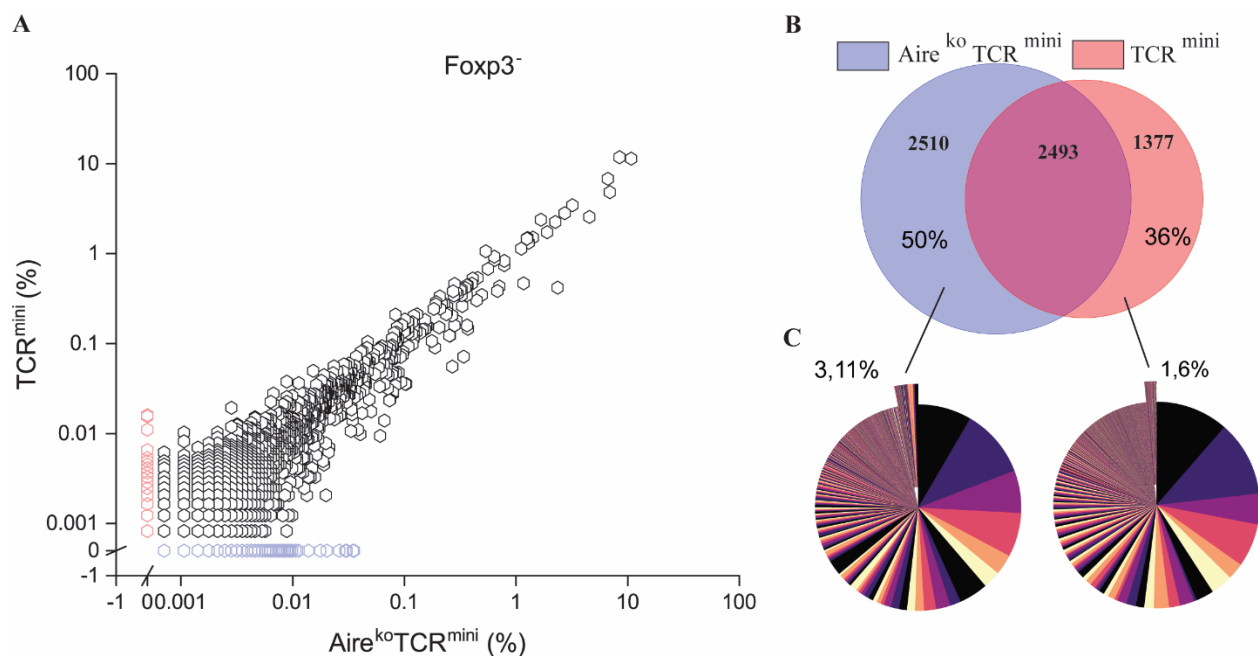 A
Foxp3-
100
10
1
0.1
0.01
0.001
0
-1
TCRmini (%)
-1
0
0.001
0.01
0.1
1
10
100
AirekoTCRmini (%)
B
Aire ko TCR mini
TCR mini
2510
2493
1377
50%
36%
C
3,11%
1,6%